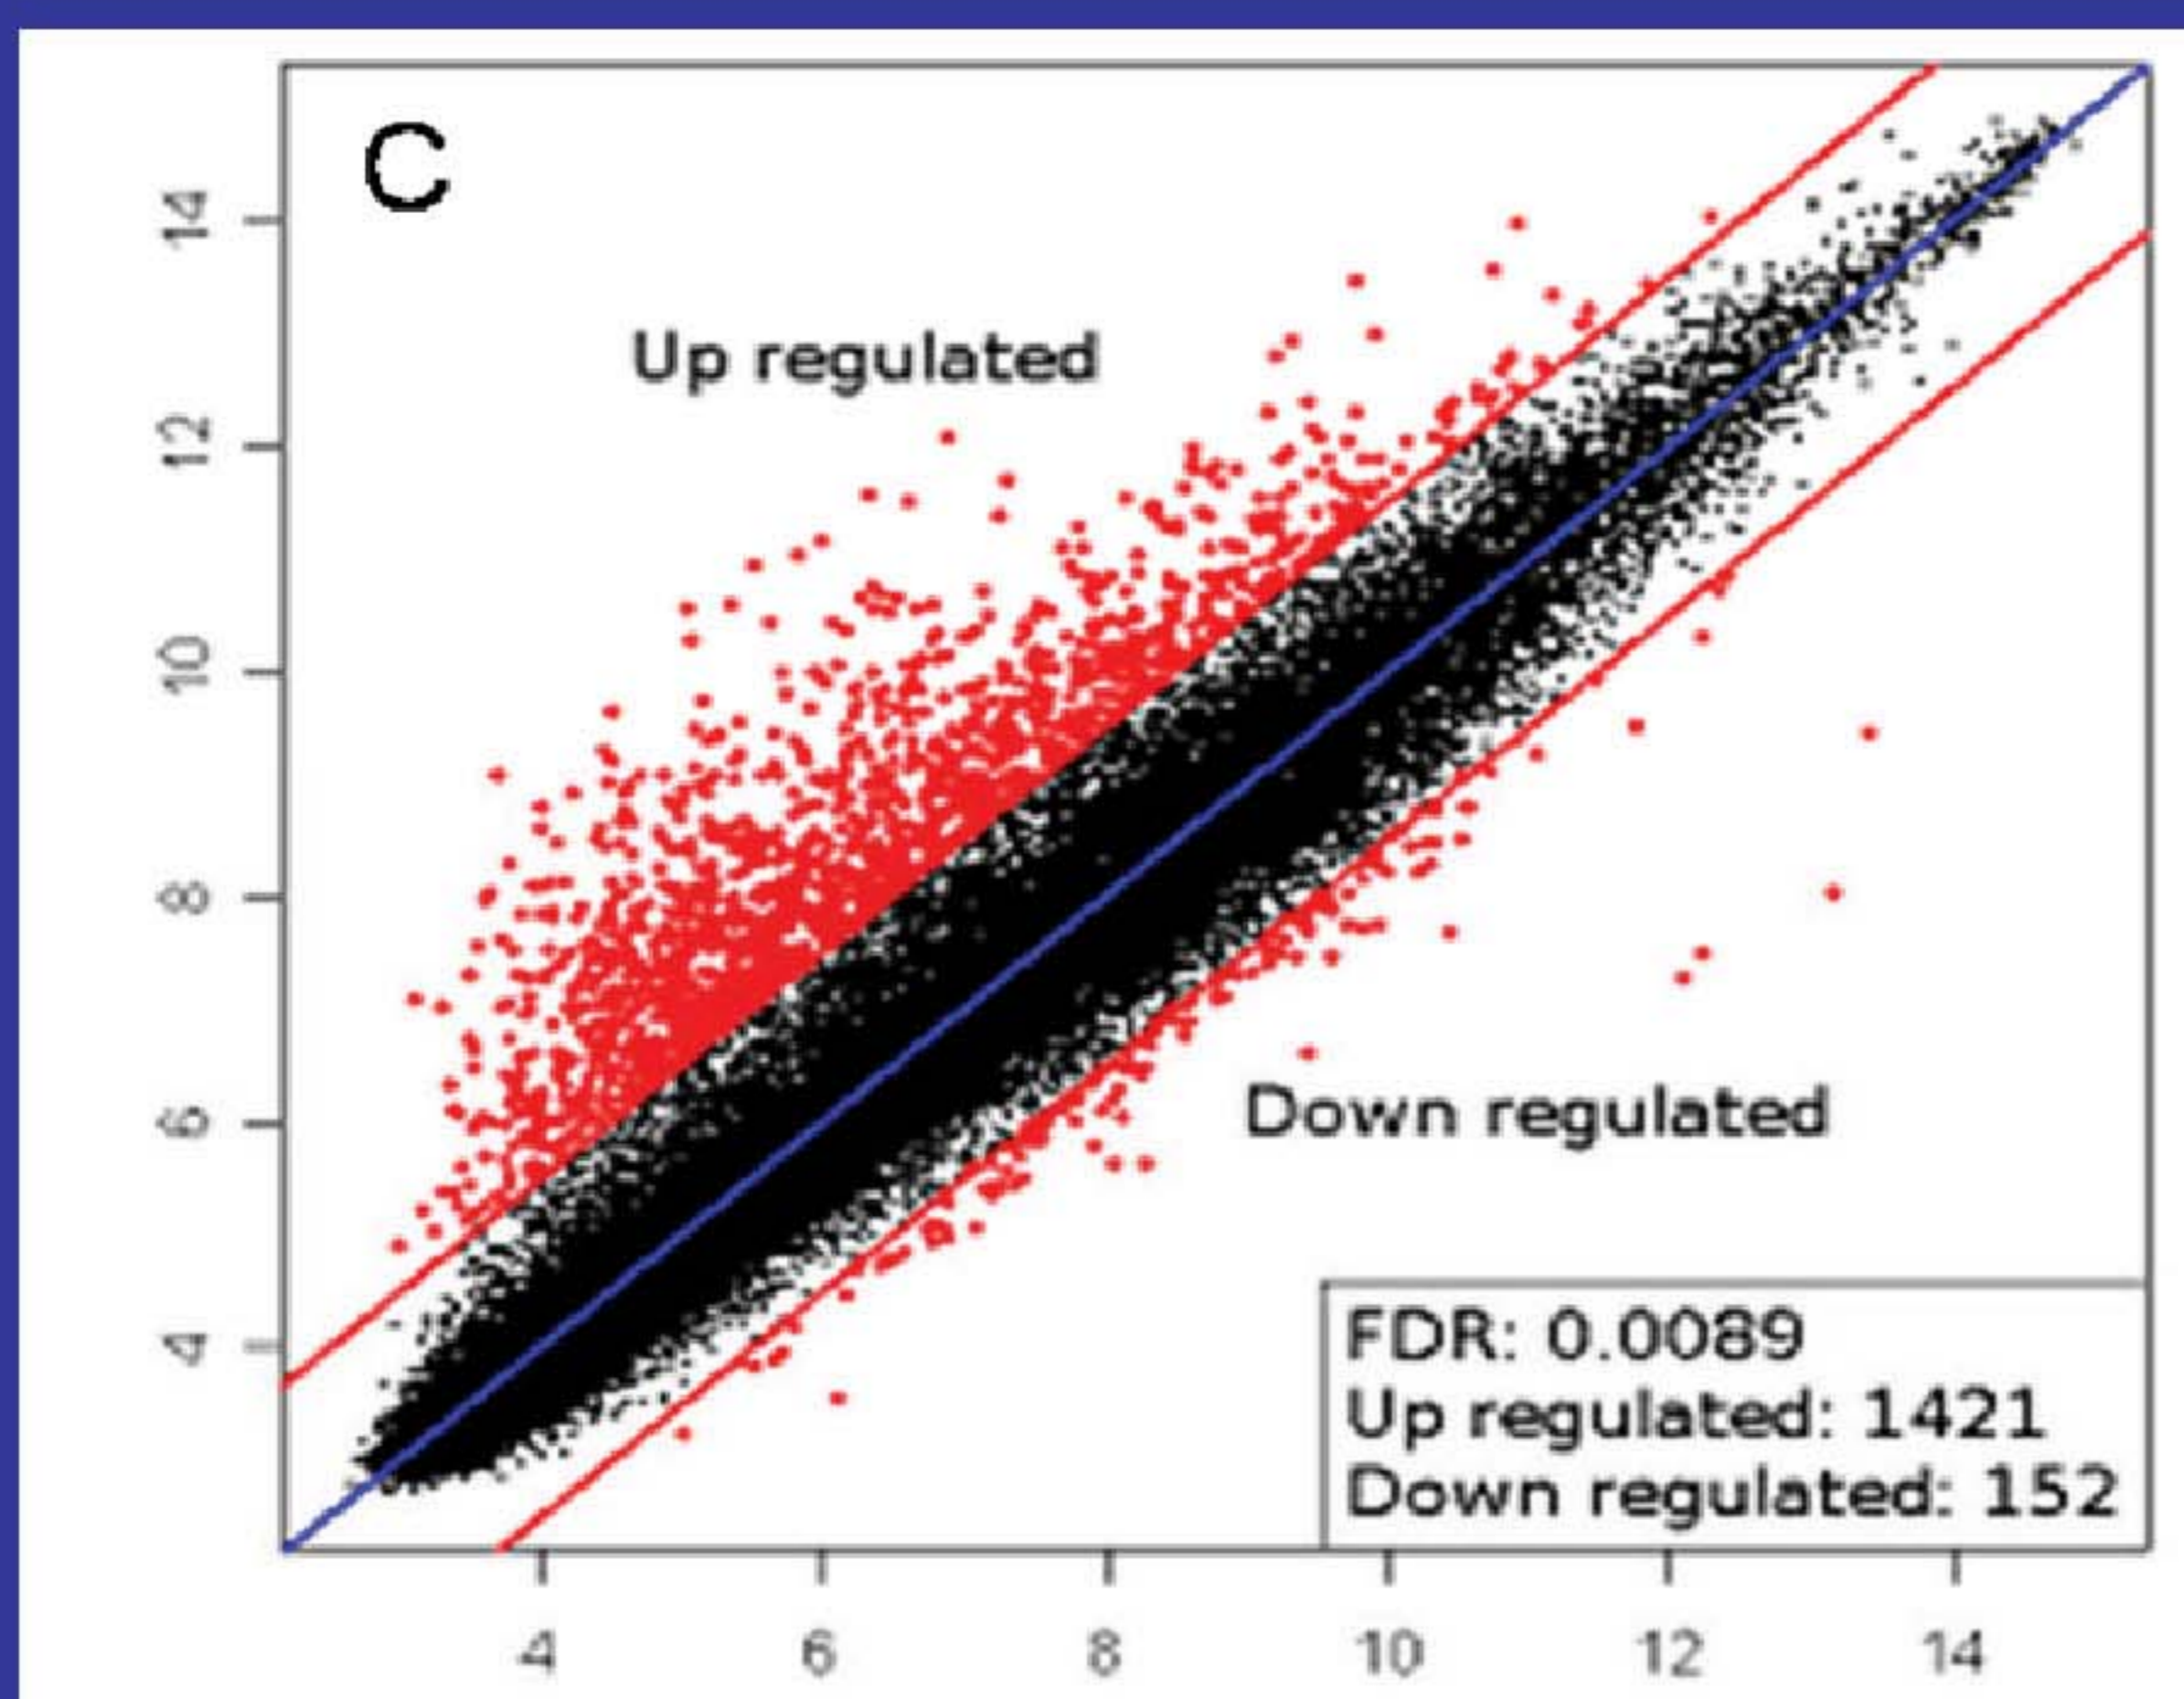 C
14
12
10
8
6
4
Up regulated
Down regulated
FDR: 0.0089
Up regulated: 1421
Down regulated: 152
4 6 8 10 12 14